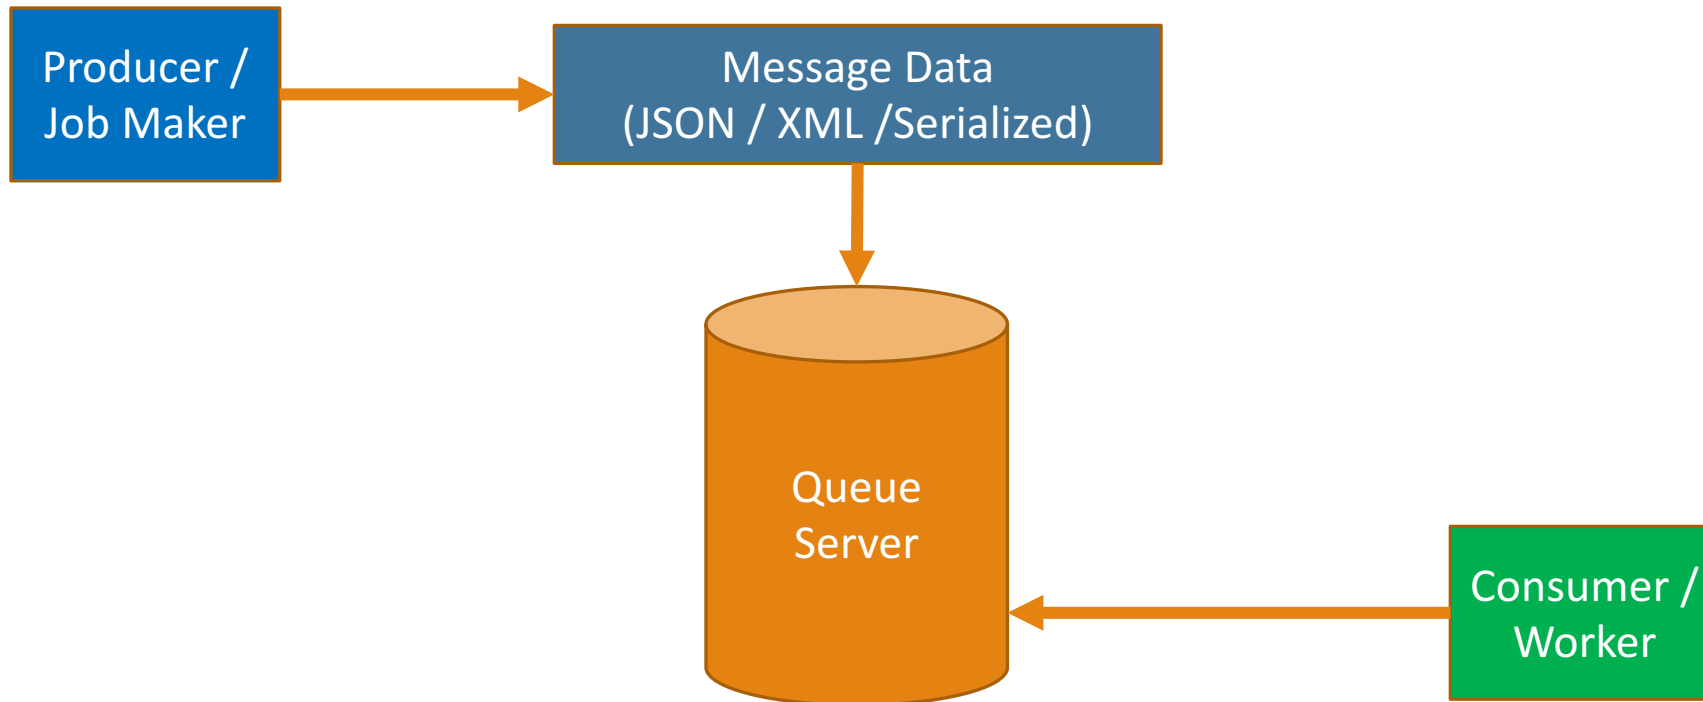 Producer /
Job Maker
Message Data
(JSON / XML /Serialized)
Queue
Server
Consumer /
Worker